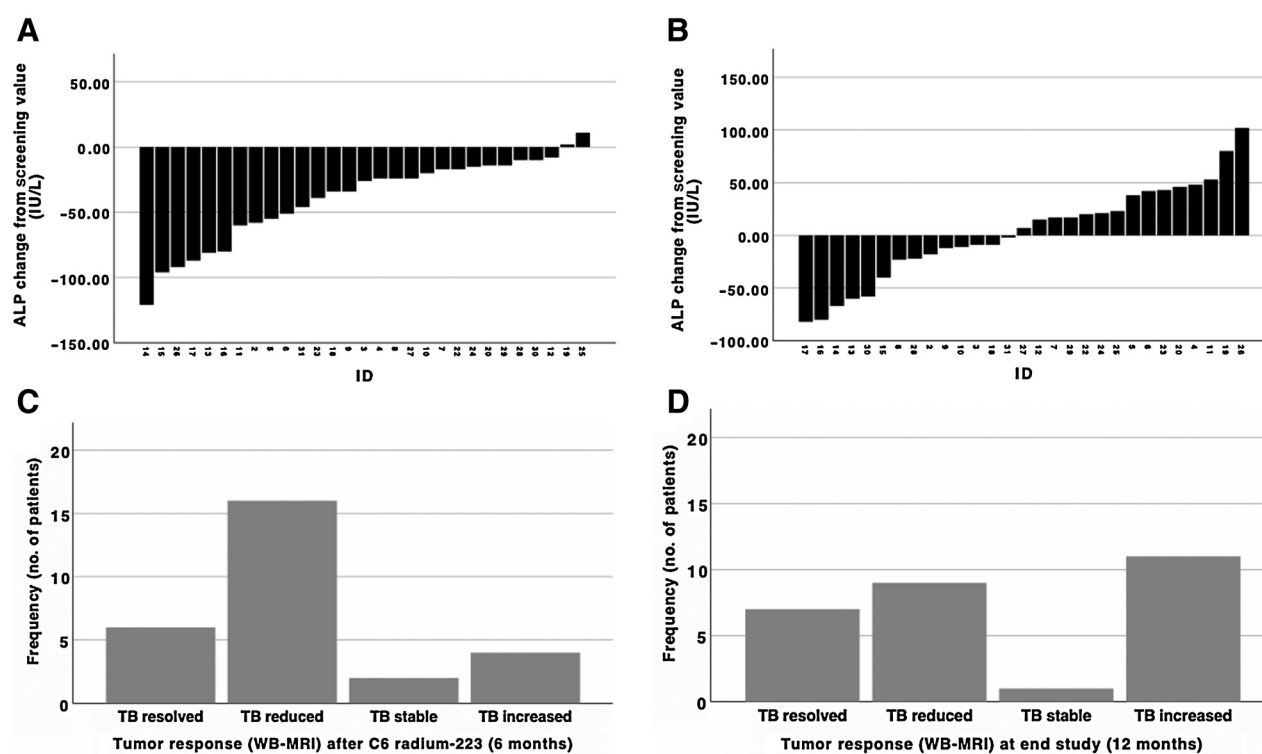 A
ALP change from screening value
(IU/L)
50.00
0.00
−50.00
−100.00
−150.00
14 15 26 17 13 16 11 2 5 6 31 23 18 9 3 4 8 27 10 7 22 24 20 29 28 30 12 19 25
ID
B
ALP change from screening value
(IU/L)
150.00
100.00
50.00
0.00
−50.00
−100.00
17 16 14 13 30 15 8 28 2 9 10 3 18 31 27 12 7 29 22 24 25 5 6 23 20 4 11 19 26
ID
C
Frequency (no. of patients)
20
15
10
5
0
TB resolved TB reduced TB stable TB increased
Tumor response (WB-MRI) after C6 radium-223 (6 months)
D
Frequency (no. of patients)
20
15
10
5
0
TB resolved TB reduced TB stable TB increased
Tumor response (WB-MRI) at end study (12 months)